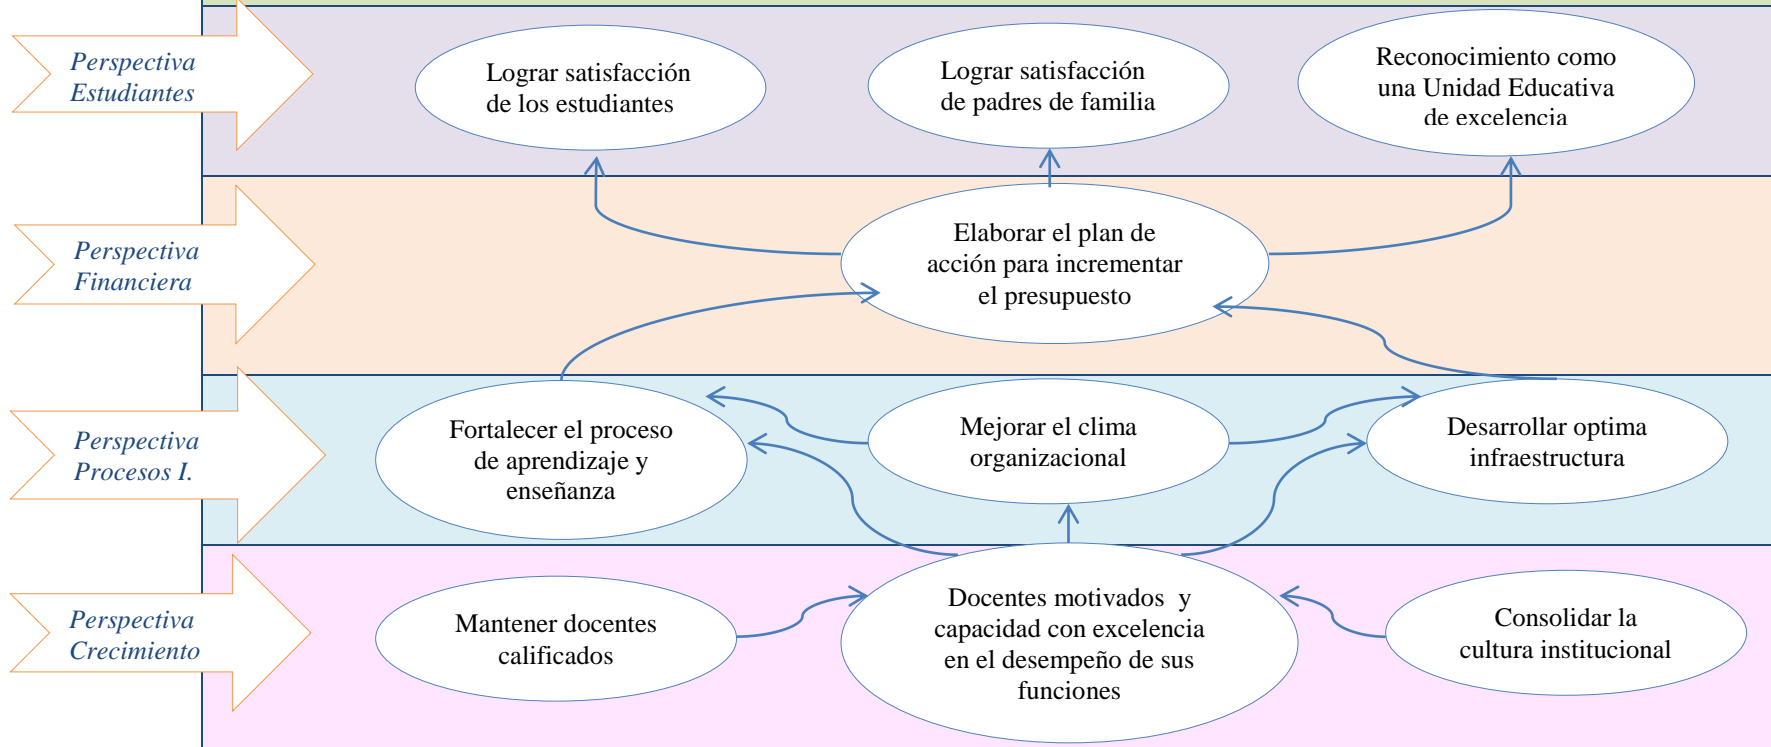 Perspectiva
Estudiantes
Lograr satisfacción
de los estudiantes
Lograr satisfacción
de padres de familia
Reconocimiento como
una Unidad Educativa
de excelencia
Perspectiva
Financiera
Elaborar el plan de
acción para incrementar
el presupuesto
Perspectiva
Procesos I.
Fortalecer el proceso
de aprendizaje y
enseñanza
Mejorar el clima
organizacional
Desarrollar optima
infraestructura
Perspectiva
Crecimiento
Mantener docentes
calificados
Docentes motivados y
capacidad con excelencia
en el desempeño de sus
funciones
Consolidar la
cultura institucional